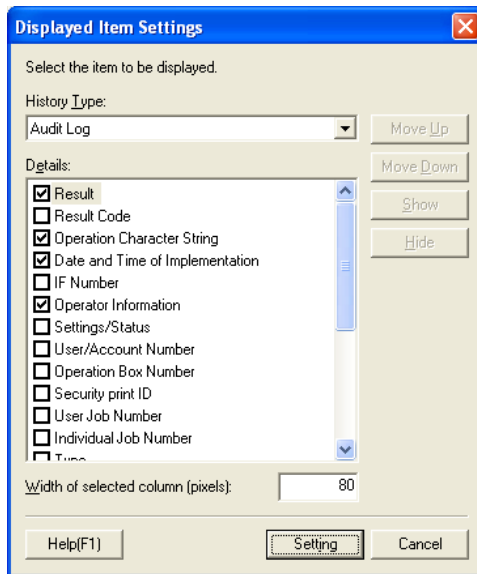 Displayed Item Settings
Select the item to be displayed.
History Type:
Audit Log
Move Up
Details:
Move Down
Result
Result Code
Show
Operation Character String
Hide
Date and Time of Implementation
IF Number
Operator Information
Settings/Status
User/Account Number
Operation Box Number
Security print ID
User Job Number
Individual Job Number
Type
Width of selected column (pixels):
80
Help(F1)
Setting
Cancel